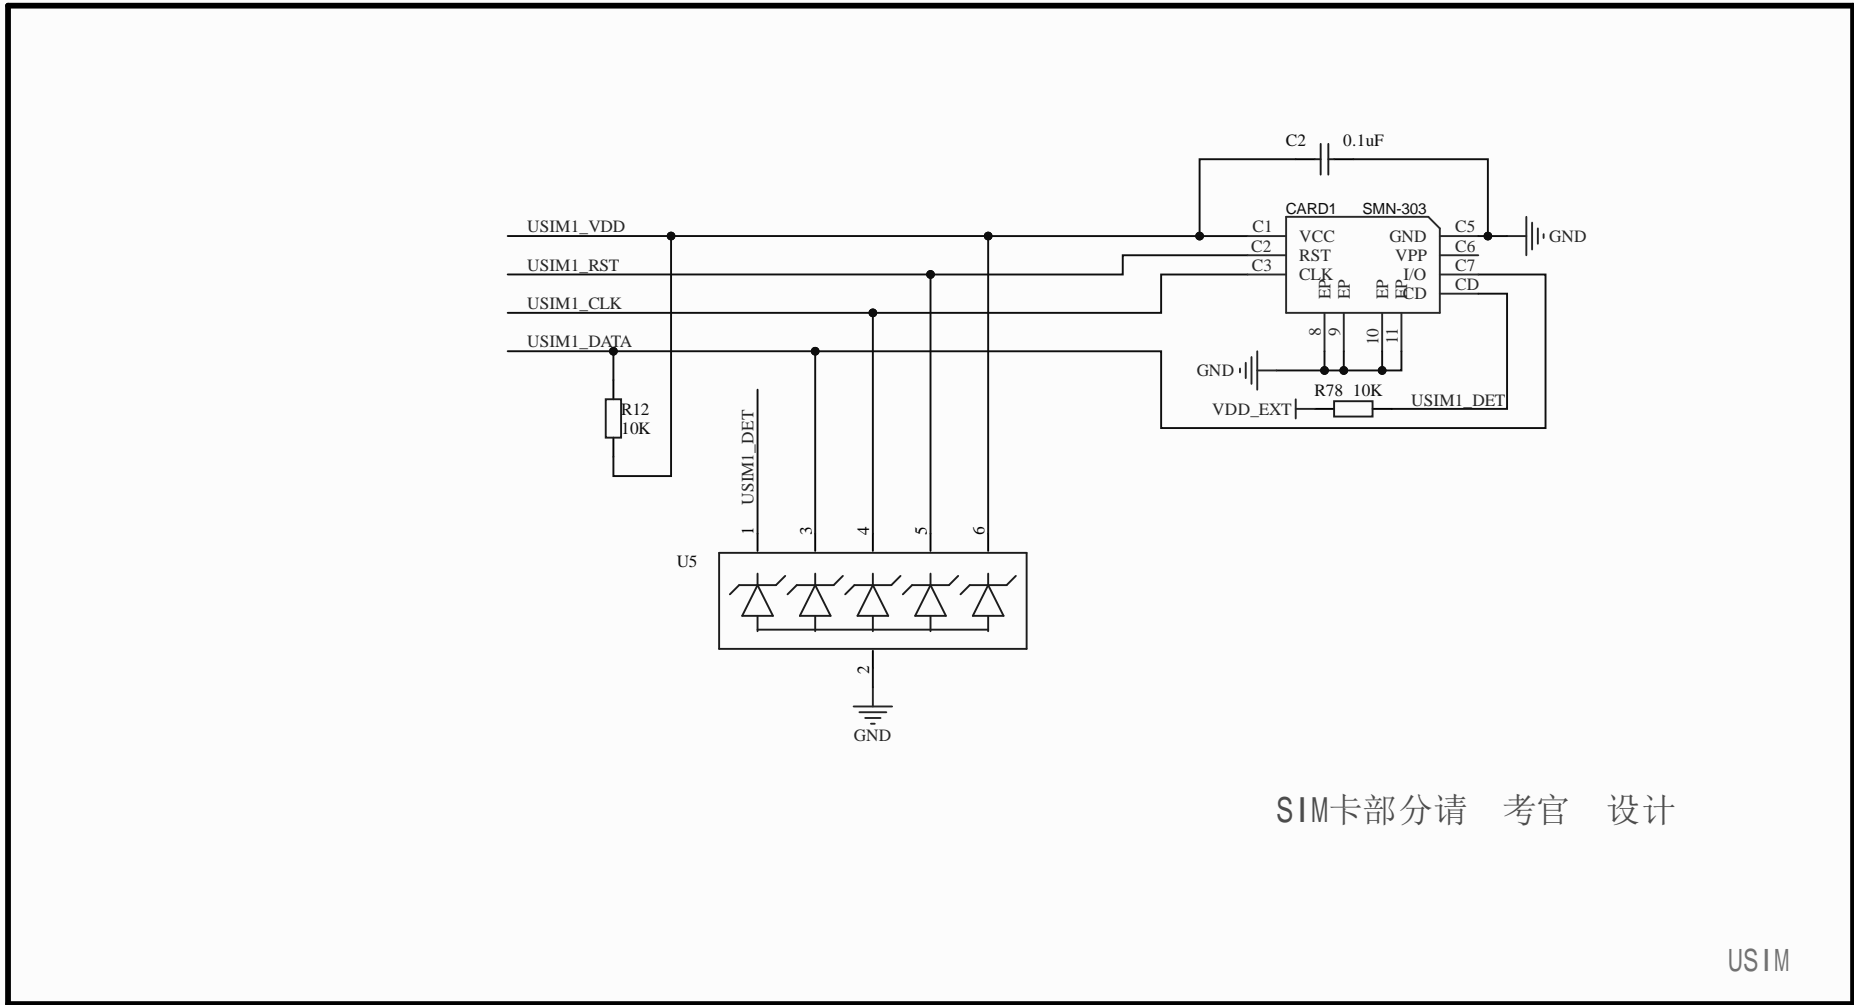 C2 0.1uF
CARD1 SMN-303
USIM1_VDD C1 VCC GND C5 GND
C2 RST VPP C6
USIM1_RST C3 CLK I/O C7
EP EP EP EP CD CD
USIM1_CLK
8 9 10 11
USIM1_DATA
GND
R78 10K
VDD_EXT USIM1_DET
R12
10K
USIM1_DET
1 3 4 5 6
U5
2
GND
SIM卡部分请 考官 设计
USIM